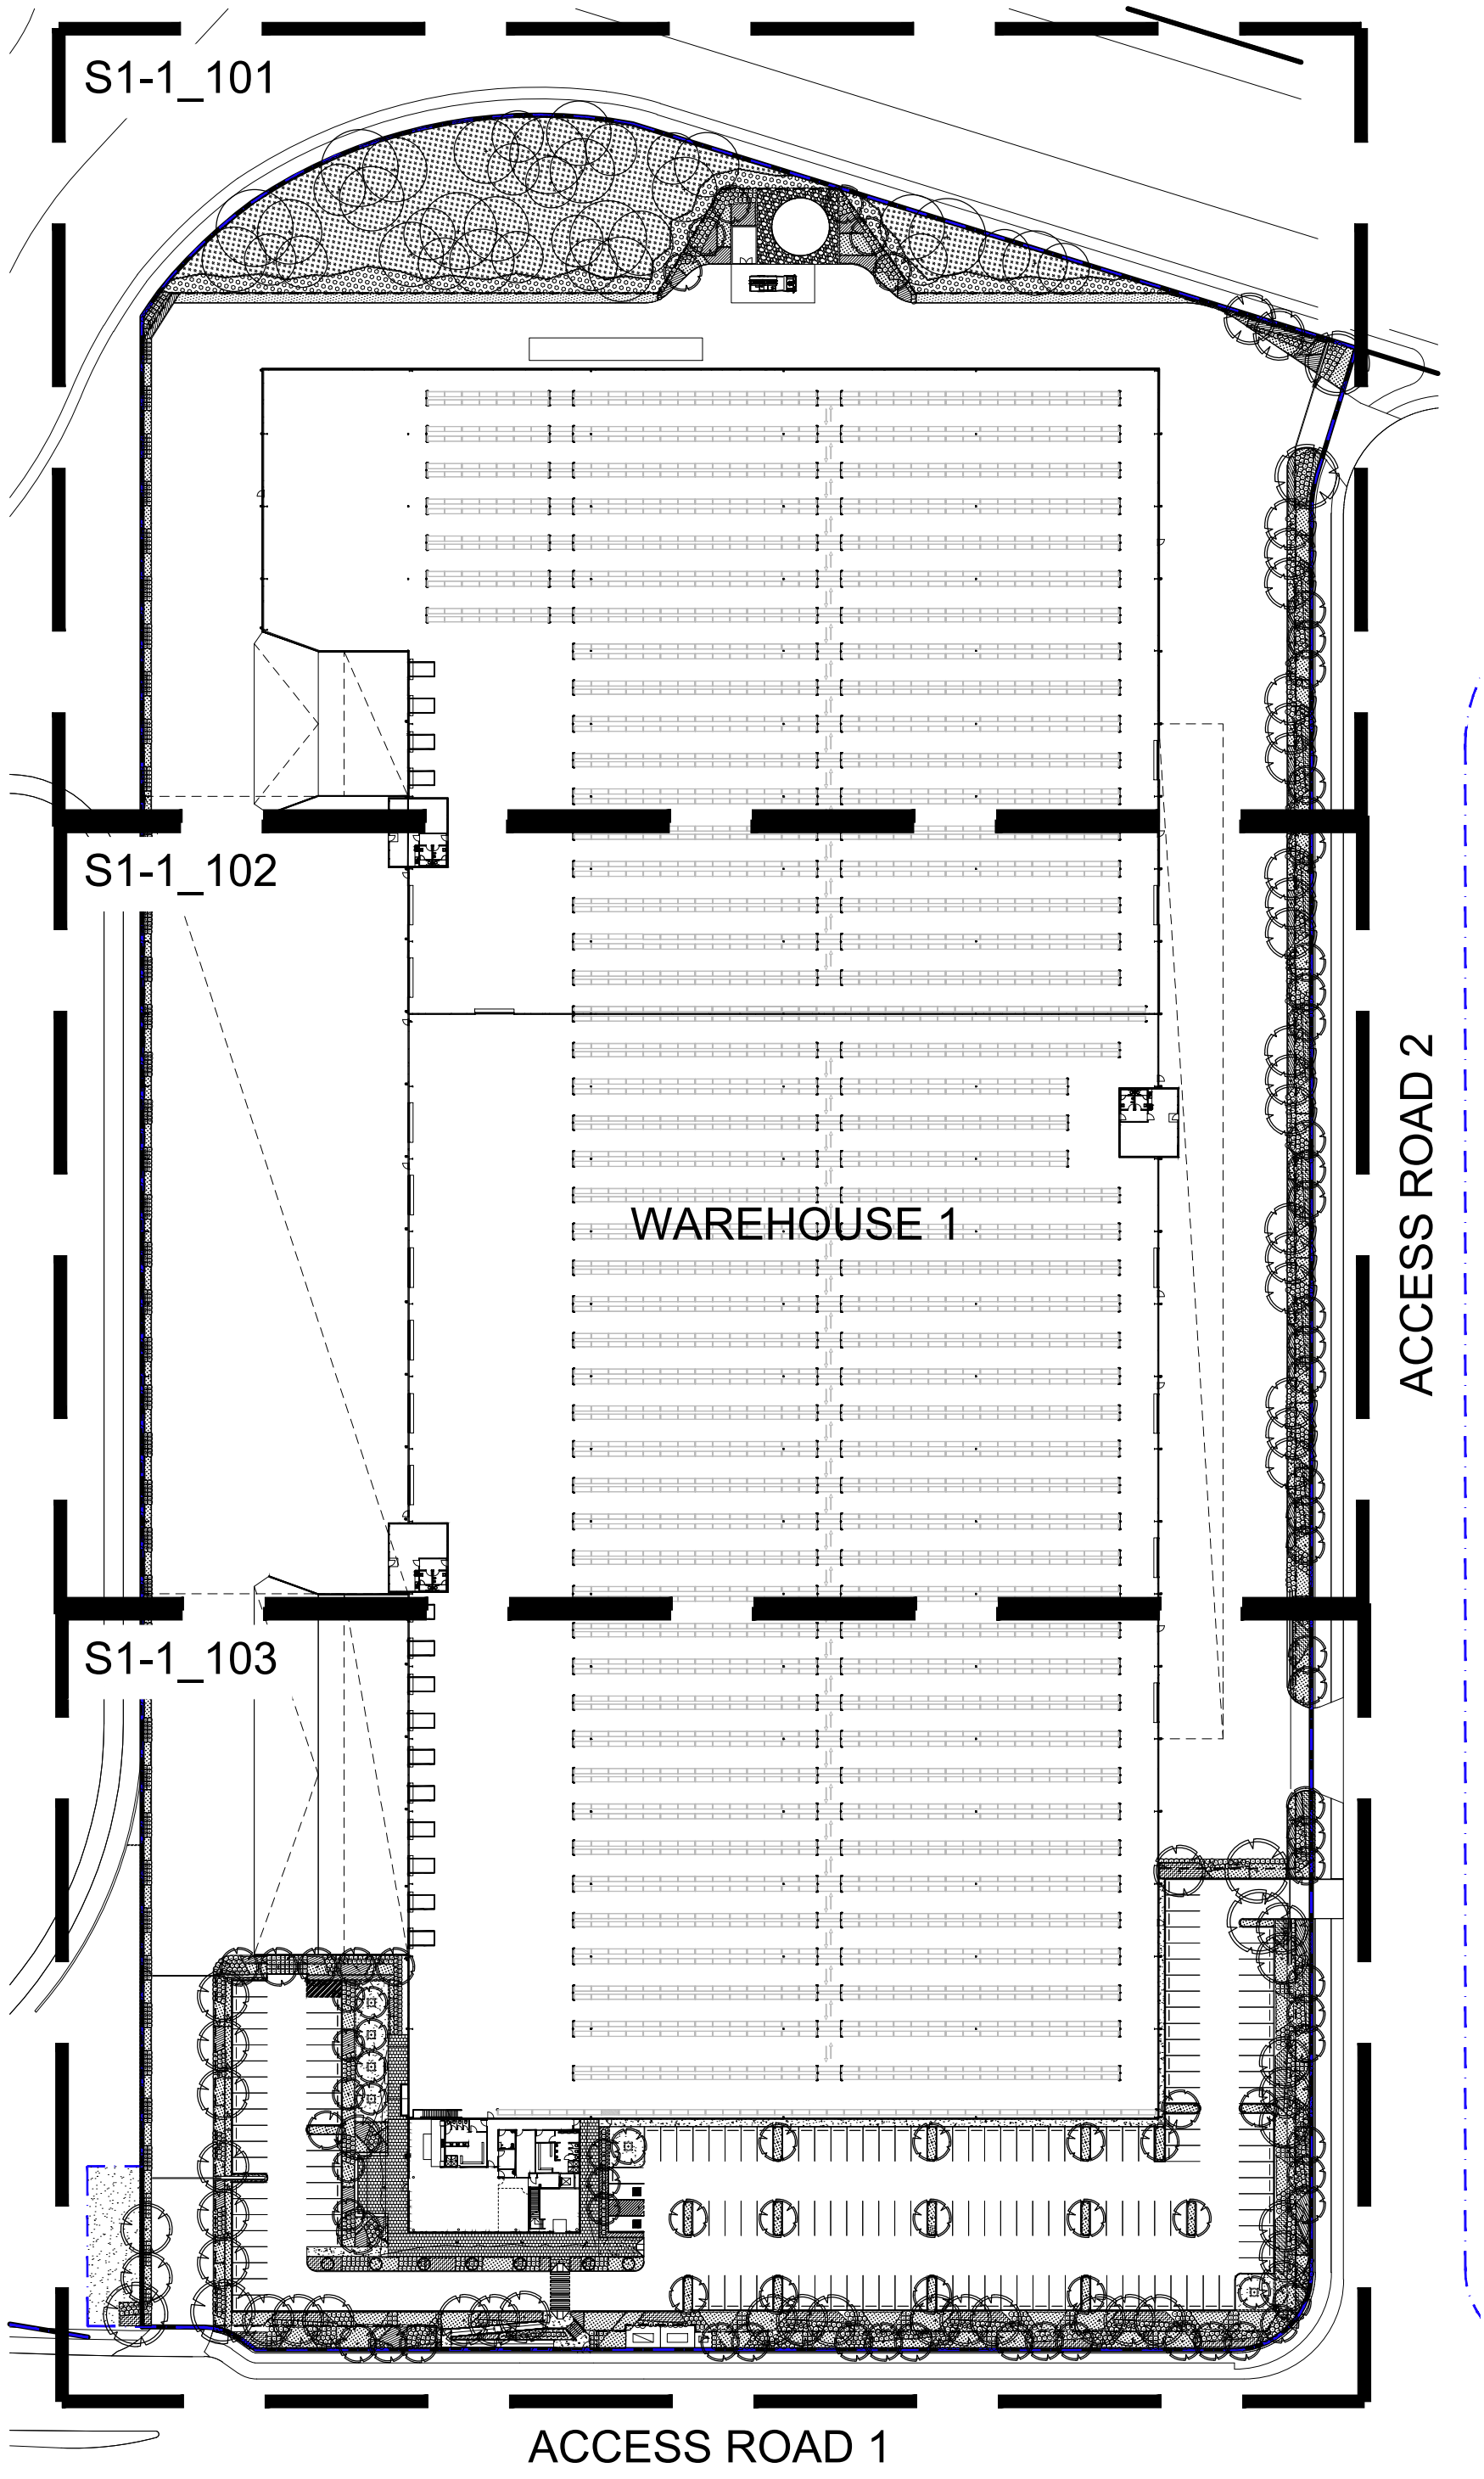 S1-1_101
S1-1_102
ACCESS ROAD 2
WAREHOUSE 1
S1-1_103
ACCESS ROAD 1